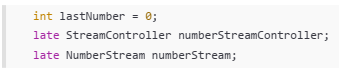 int lastNumber = 0;
late StreamController numberStreamController;
late NumberStream numberStream;